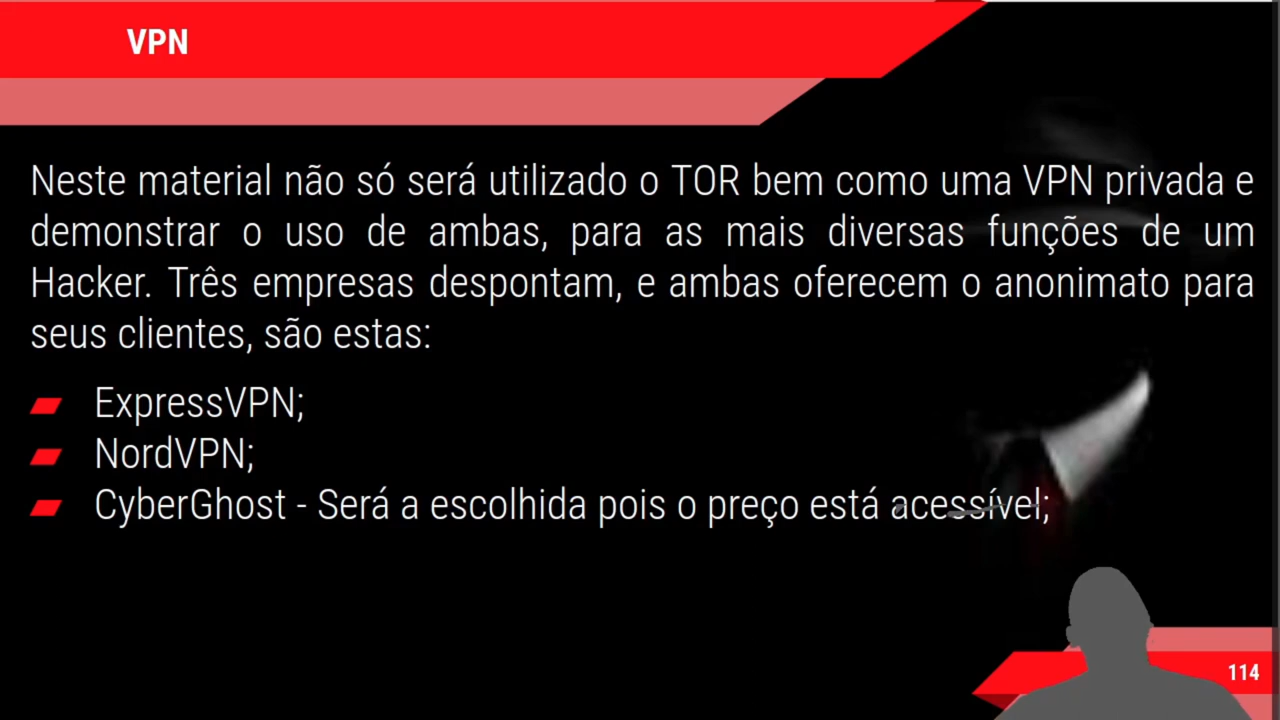 VPN
Neste material não só será utilizado o TOR bem como uma VPN privada e
demonstrar o uso de ambas, para as mais diversas funções de um
Hacker. Três empresas despontam, e ambas oferecem o anonimato para
seus clientes, são estas:
ExpressVPN;
NordVPN;
CyberGhost - Será a escolhida pois o preço está acessível;
114